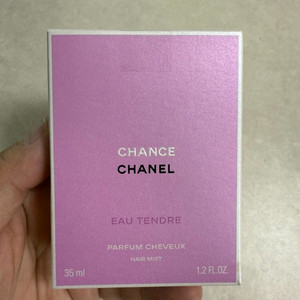 CHANCE
CHANEL
EAU TENDRE
PARFUM CHEVEUX
HAIR MIST
35 ml 1.2 FL.OZ